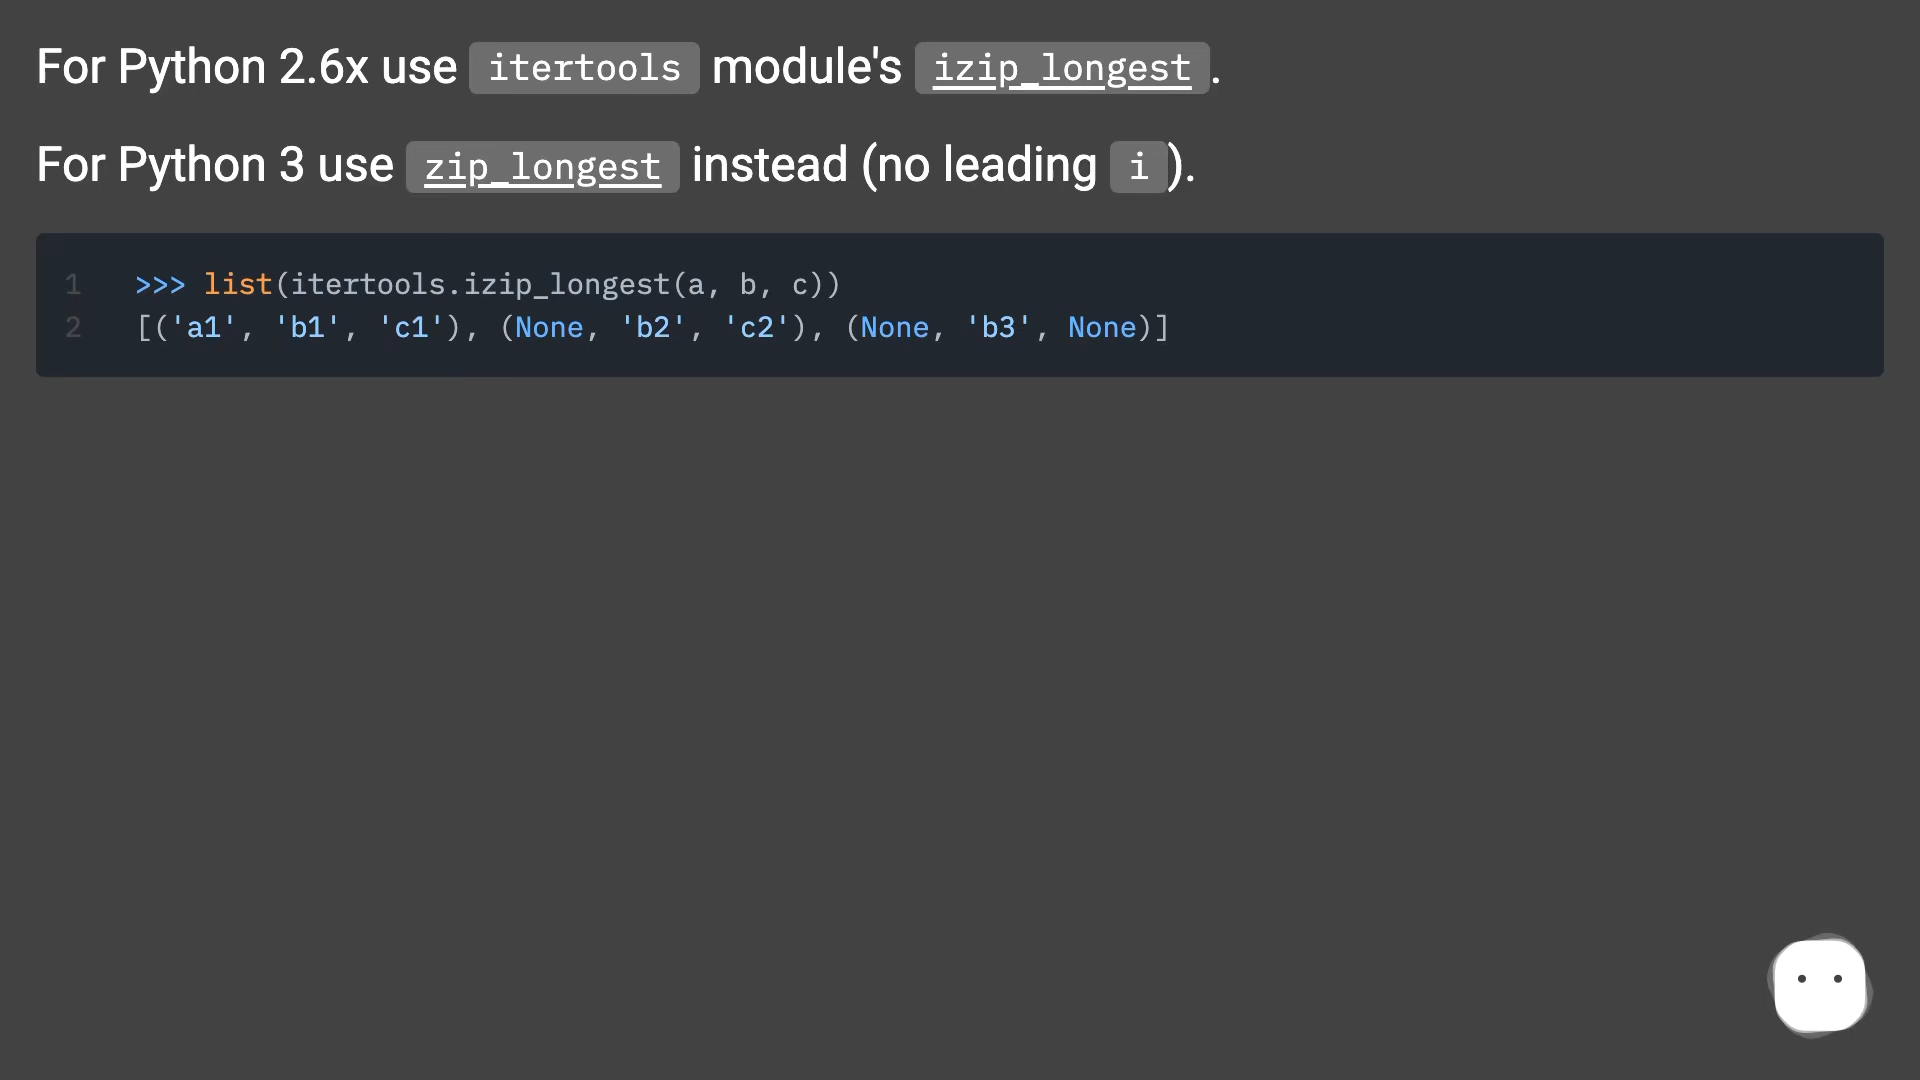 For Python 2.6x use itertools module's izip_longest.
For Python 3 use zip_longest instead (no leading i).
1 >>> list(itertools.izip_longest(a, b, c))
2 [('a1', 'b1', 'c1'), (None, 'b2', 'c2'), (None, 'b3', None)]